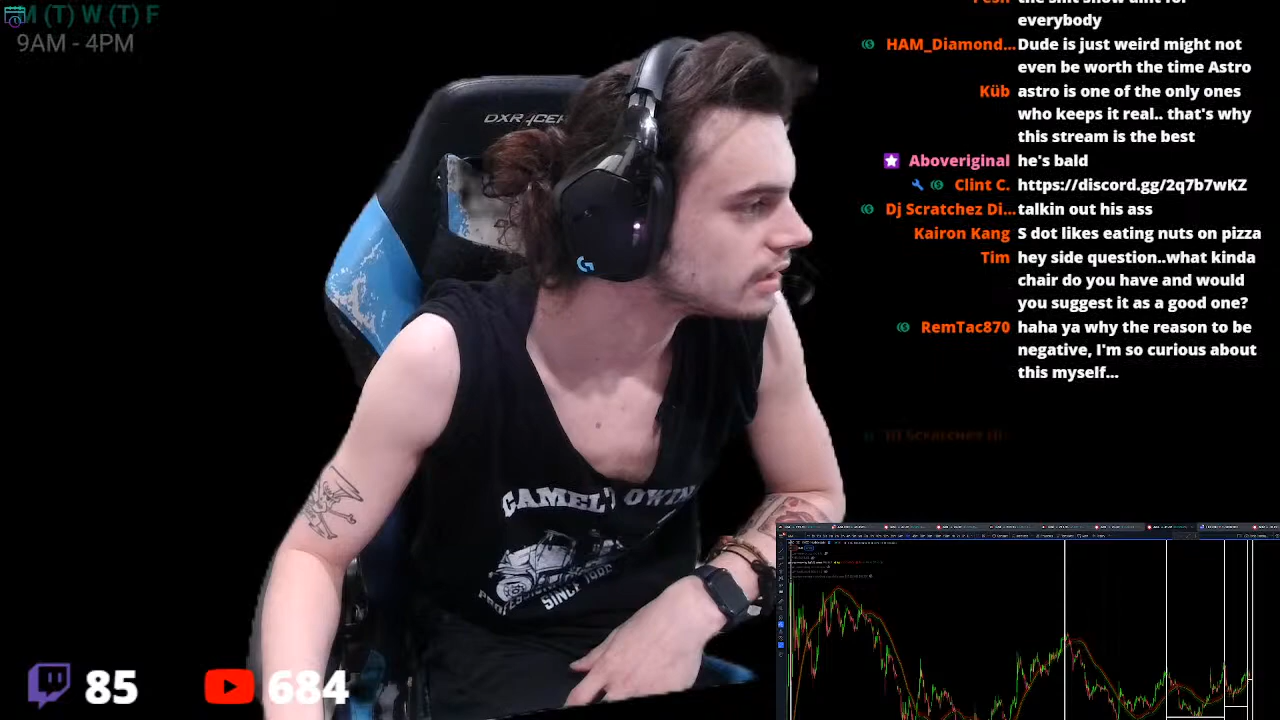 M (T) W (T) F
9AM - 4PM
everybody
HAM_Diamond... Dude is just weird might not
even be worth the time Astro
Küb astro is one of the only ones
who keeps it real.. that's why
this stream is the best
Aboveriginal he's bald
Clint C. https://discord.gg/2q7b7wKZ
Dj Scratchez Di... talkin out his ass
Kairon Kang S dot likes eating nuts on pizza
Tim hey side question..what kinda
chair do you have and would
you suggest it as a good one?
RemTac870 haha ya why the reason to be
negative, I'm so curious about
this myself...
CAMEL TOWIN
SINCE
85 684